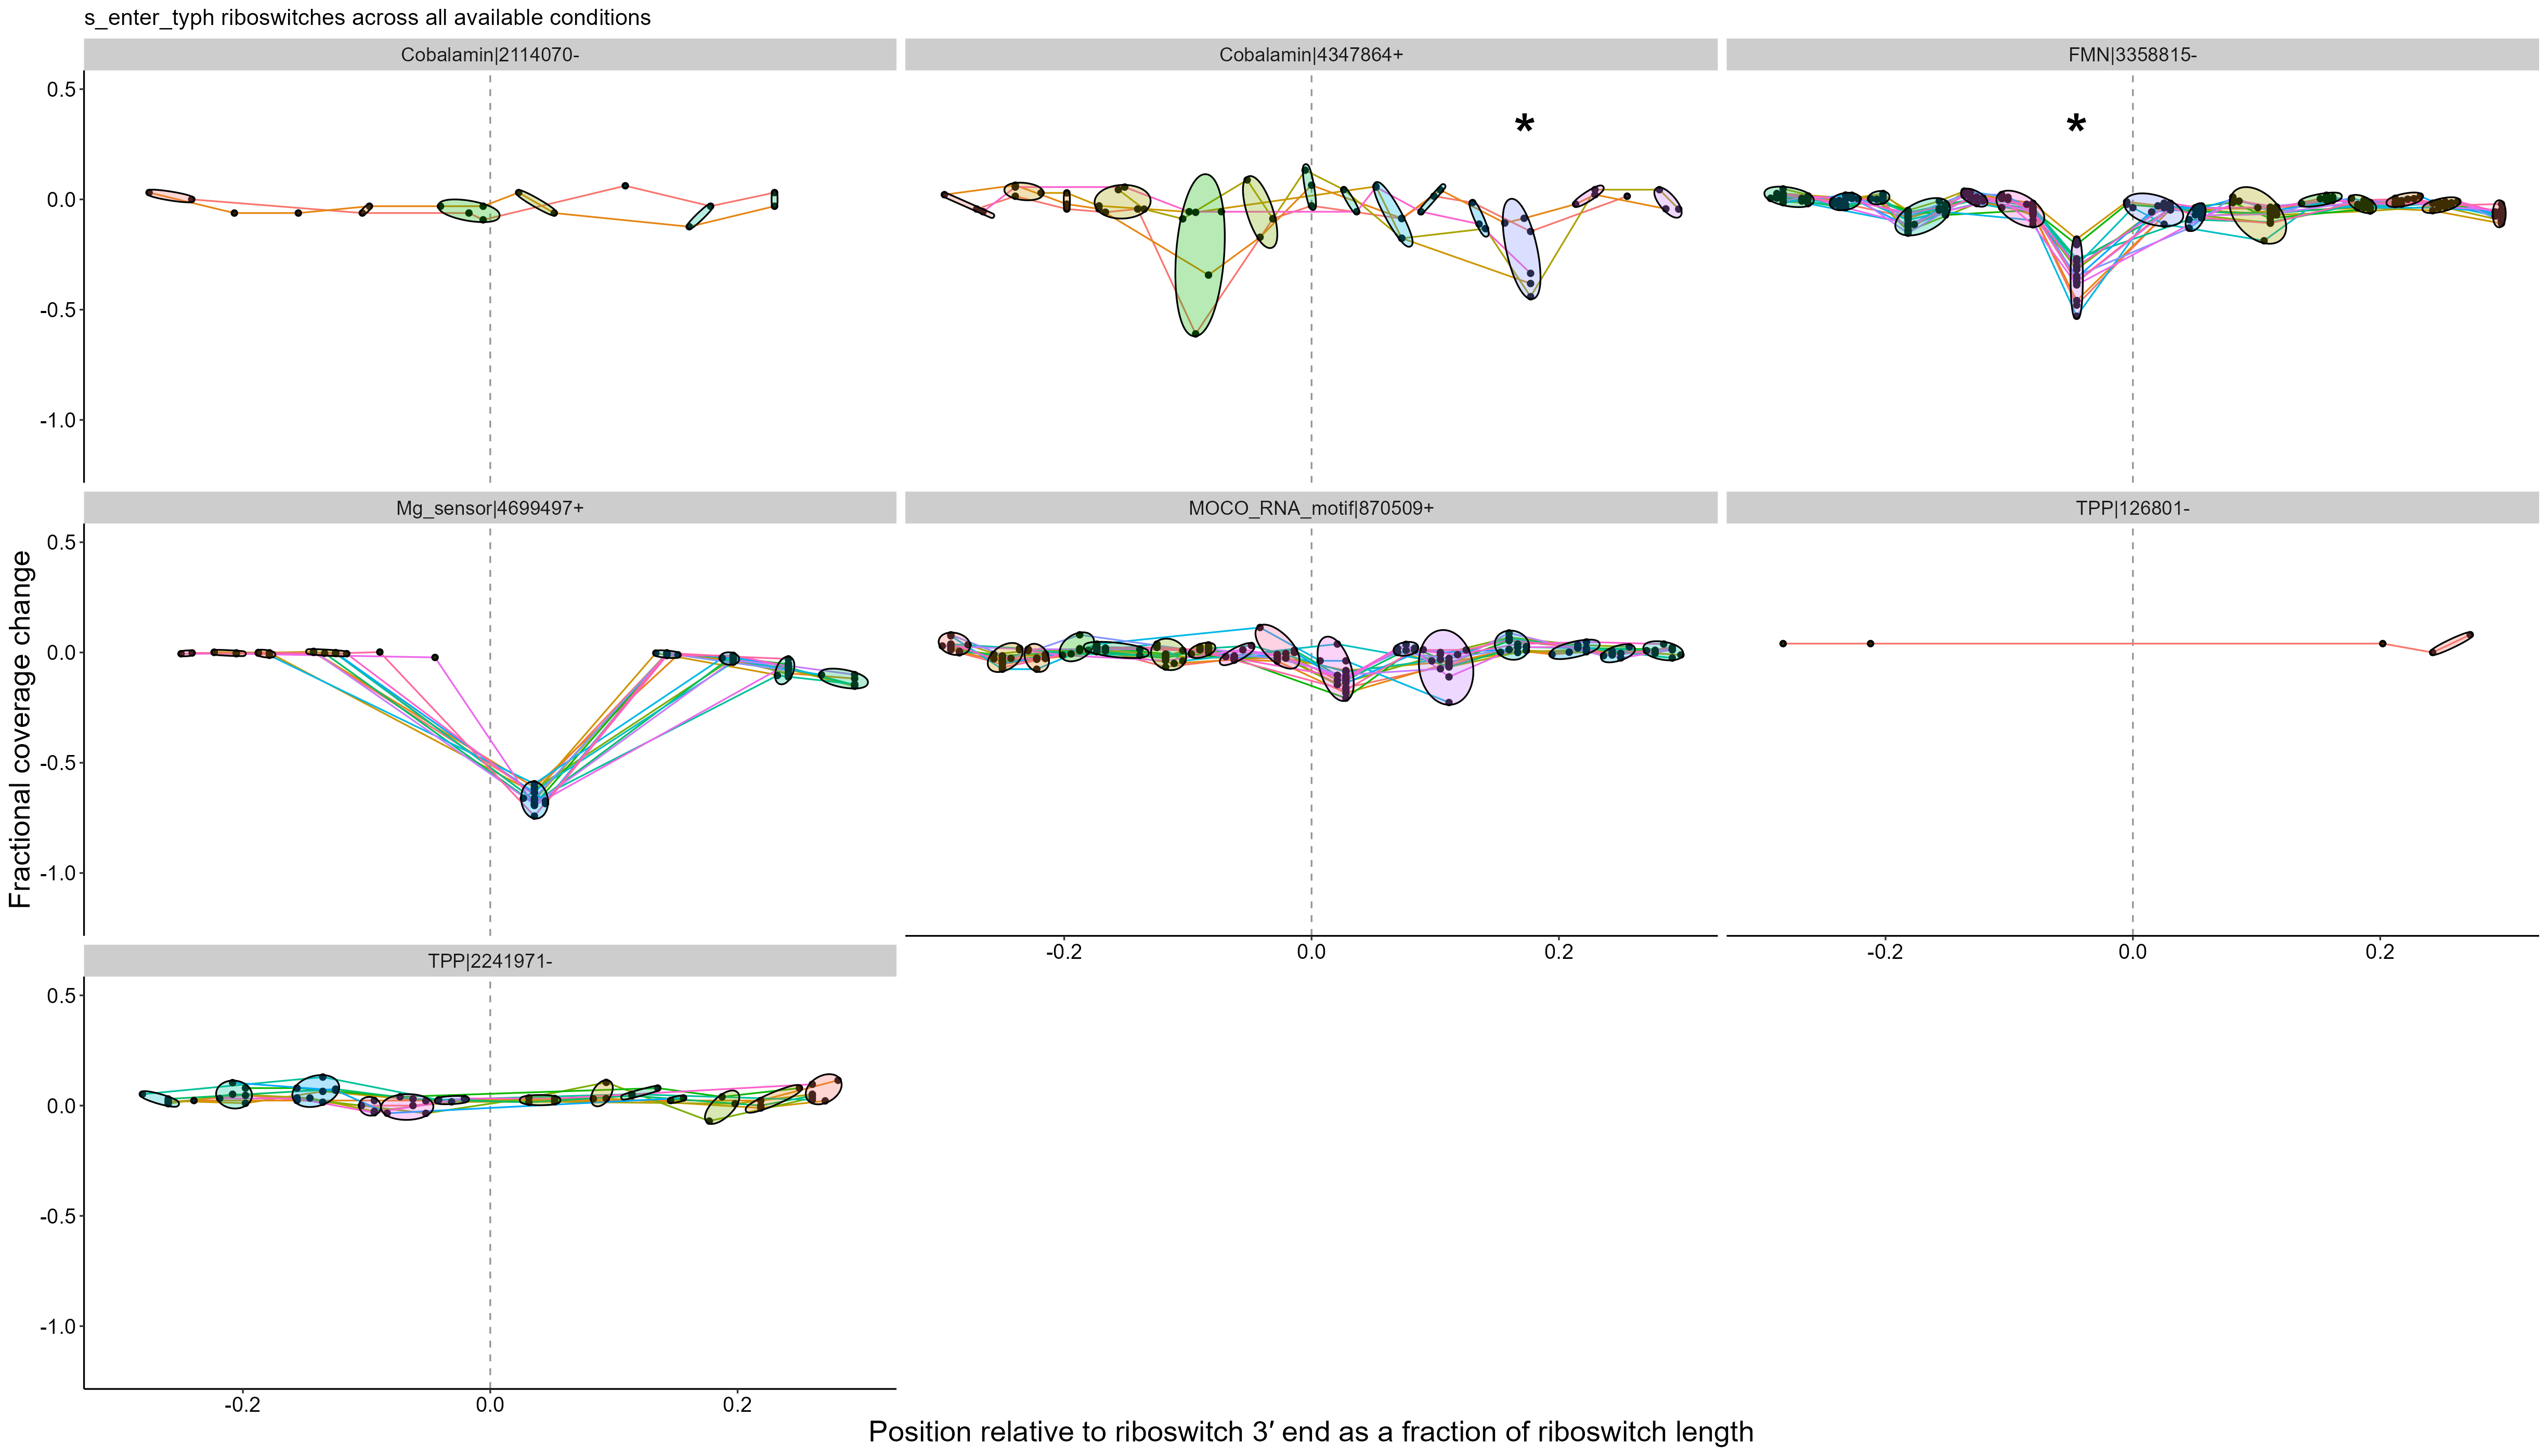 s_enter_typh riboswitches across all available conditions
Cobalamin|2114070-
Cobalamin|4347864+
FMN|3358815-
0.5
0.0
-0.5
-1.0
*
*
Mg_sensor|4699497+
MOCO_RNA_motif|870509+
TPP|126801-
0.5
0.0
-0.5
-1.0
-0.2 0.0 0.2
-0.2 0.0 0.2
TPP|2241971-
0.5
0.0
-0.5
-1.0
-0.2 0.0 0.2
Fractional coverage change
Position relative to riboswitch 3′ end as a fraction of riboswitch length